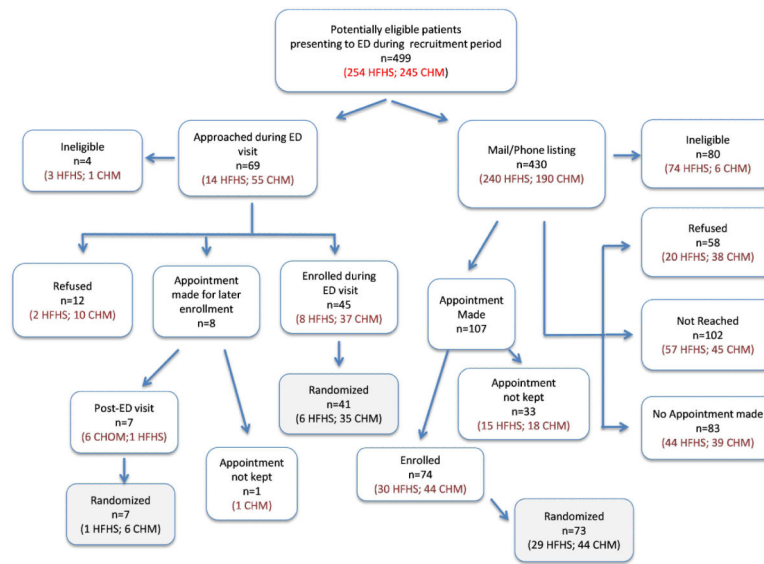 Potentially eligible patients
presenting to ED during recruitment period
n=499
(254 HFHS; 245 CHM)
Ineligible
n=4
(3 HFHS; 1 CHM
Approached during ED
visit
n=69
(14 HFHS; 55 CHM)
Mail/Phone listing
n=430
(240 HFHS; 190 CHM)
Ineligible
n=80
(74 HFHS; 6 CHM)
Refused
n=58
(20 HFHS; 38 CHM)
Refused
n=12
(2 HFHS; 10 CHM)
Appointment
made for later
enrollment
n=8
Enrolled during
ED visit
n=45
(8 HFHS; 37 CHM)
Appointment
Made
n=107
Not Reached
n=102
(57 HFHS; 45 CHM)
Randomized
n=41
(6 HFHS; 35 CHM)
Appointment
not kept
n=33
(15 HFHS; 18 CHM)
No Appointment made
n=83
(44 HFHS; 39 CHM)
Post-ED visit
n=7
(6 CHOM;1 HFHS)
Appointment
not kept
n=1
(1 CHM)
Enrolled
n=74
(30 HFHS; 44 CHM)
Randomized
n=7
(1 HFHS; 6 CHM)
Randomized
n=73
(29 HFHS; 44 CHM)